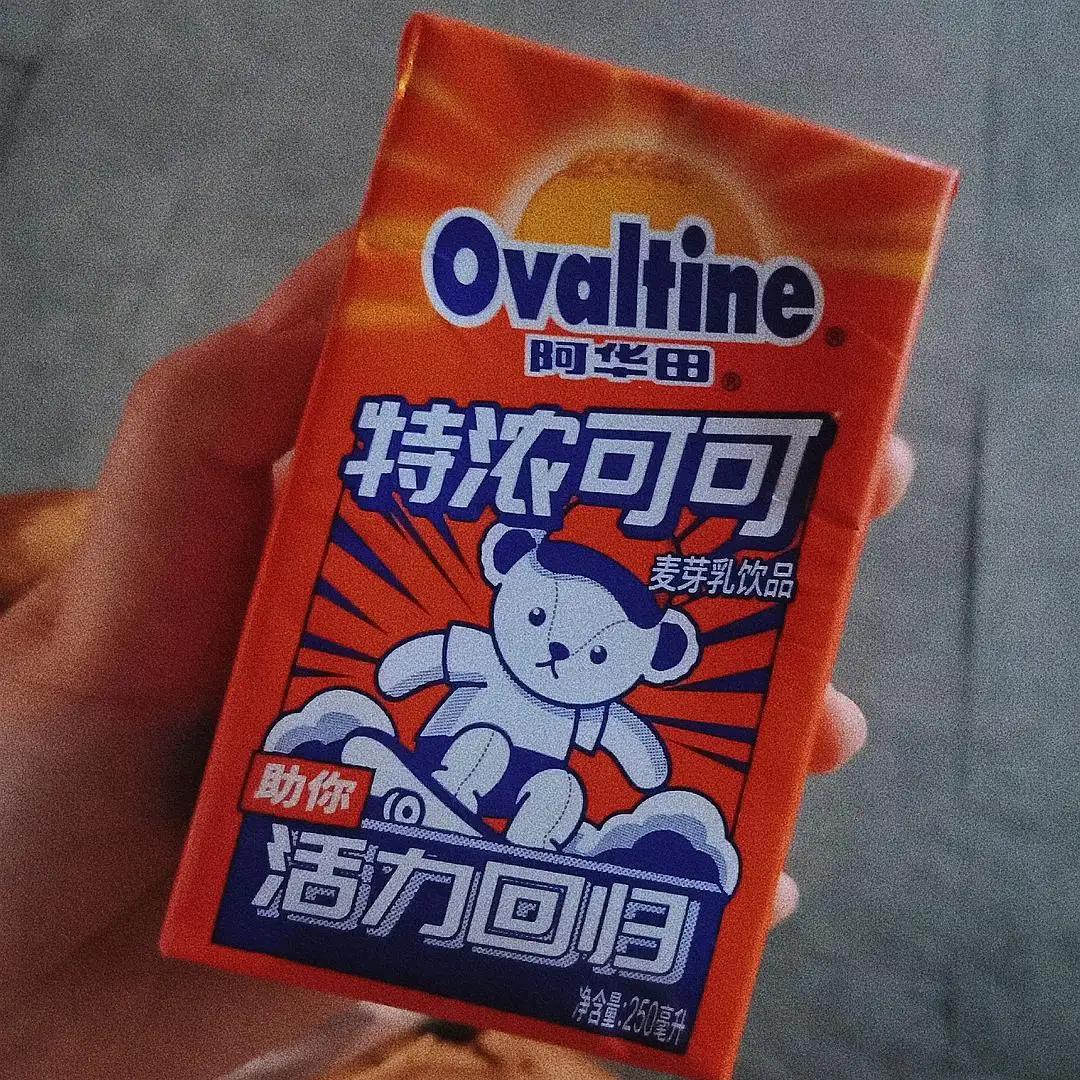 Ovaltine®
阿华田®
特浓可可
麦芽乳饮品
助你
活力回归
净含量:250毫升